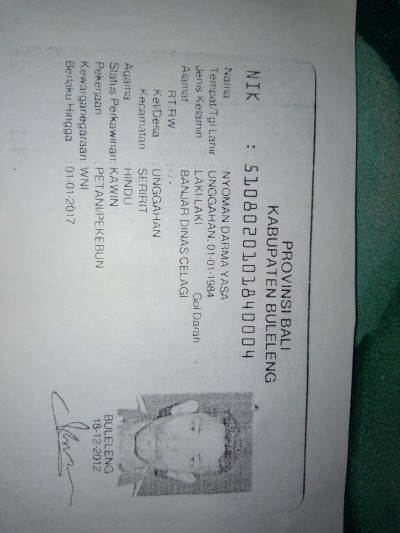 PROVINSI BALI
KABUPATEN BULELENG
NIK : 5108020101840004
Nama : NYOMAN DARMA YASA
Tempat/Tgl Lahir : UNGGAHAN, 01-01-1984
Jenis Kelamin : LAKI-LAKI Gol Darah : -
Alamat : BANJAR DINAS CELAGI
RT/RW : - / -
Kel/Desa : UNGGAHAN
Kecamatan : SERIRIT
Agama : HINDU
Status Perkawinan: KAWIN
Pekerjaan : PETANI/PEKEBUN
Kewarganegaraan: WNI
Berlaku Hingga : 01-01-2017
BULELENG
18-12-2012